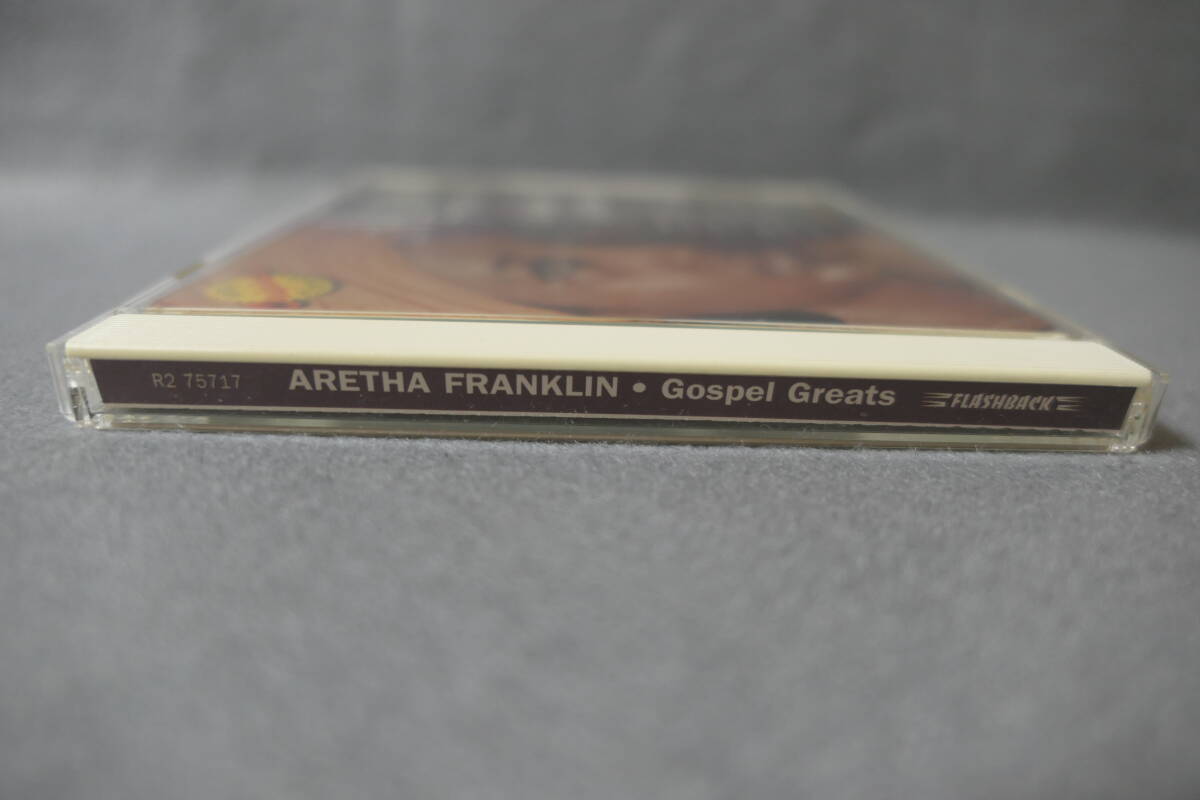 R2 75717 ARETHA FRANKLIN • Gospel Greats FLASHBACK